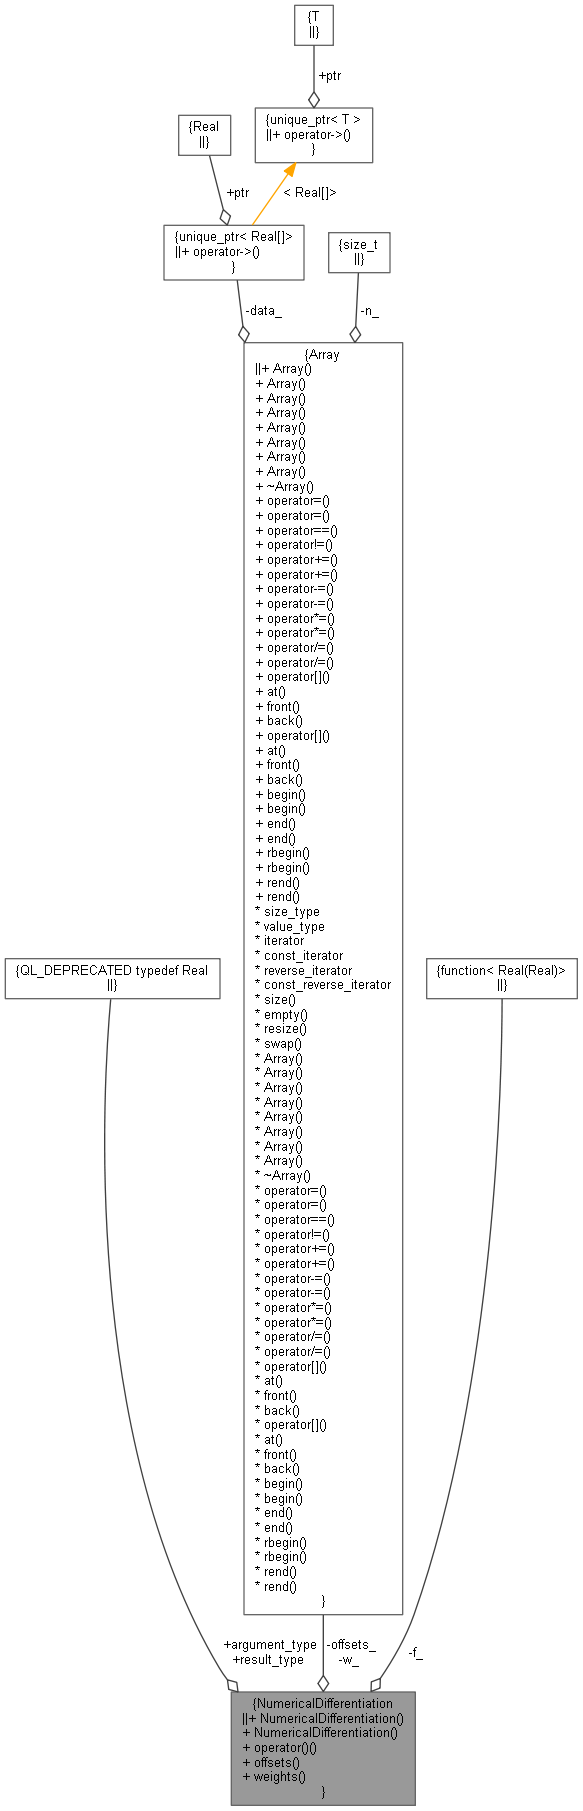 {T
||}
+ptr
{unique_ptr< T >
||+ operator->()
}
{Real
||}
+ptr
< Real[]>
{unique_ptr< Real[]>
||+ operator->()
}
{size_t
||}
-data_
-n_
{Array
||+ Array()
+ Array()
+ Array()
+ Array()
+ Array()
+ Array()
+ Array()
+ Array()
+ ~Array()
+ operator=()
+ operator=()
+ operator==()
+ operator!=()
+ operator+=()
+ operator+=()
+ operator-=()
+ operator-=()
+ operator*=()
+ operator*=()
+ operator/=()
+ operator/=()
+ operator[]()
+ at()
+ front()
+ back()
+ operator[]()
+ at()
+ front()
+ back()
+ begin()
+ begin()
+ end()
+ end()
+ rbegin()
+ rbegin()
+ rend()
+ rend()
* size_type
* value_type
* iterator
* const_iterator
* reverse_iterator
* const_reverse_iterator
* size()
* empty()
* resize()
* swap()
* Array()
* Array()
* Array()
* Array()
* Array()
* Array()
* Array()
* Array()
* ~Array()
* operator=()
* operator=()
* operator==()
* operator!=()
* operator+=()
* operator+=()
* operator-=()
* operator-=()
* operator*=()
* operator*=()
* operator/=()
* operator/=()
* operator[]()
* at()
* front()
* back()
* operator[]()
* at()
* front()
* back()
* begin()
* begin()
* end()
* end()
* rbegin()
* rbegin()
* rend()
* rend()
}
{QL_DEPRECATED typedef Real
||}
{function< Real(Real)>
||}
+argument_type
+result_type
-offsets_
-w_
-f_
{NumericalDifferentiation
||+ NumericalDifferentiation()
+ NumericalDifferentiation()
+ operator()()
+ offsets()
+ weights()
}